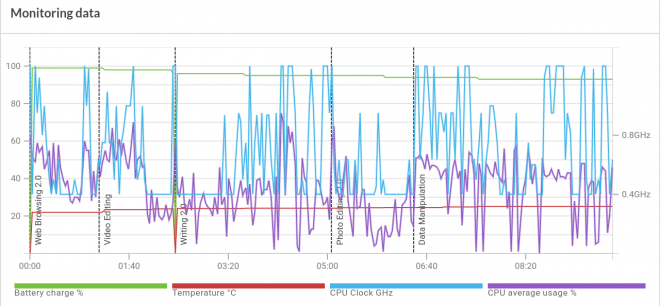 Monitoring data
100
80
60
40
20
0.8GHz
0.4GHz
Web Browsing 2.0
Video Editing
Writing 2.0
Photo Editing 2.0
Data Manipulation
00:00
01:40
03:20
05:00
06:40
08:20
Battery charge %
Temperature °C
CPU Clock GHz
CPU average usage %